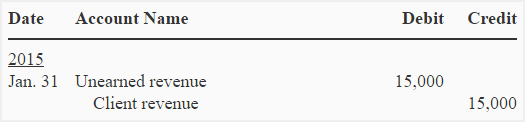 Date Account Name Debit Credit
2015
Jan. 31 Unearned revenue 15,000
Client revenue 15,000